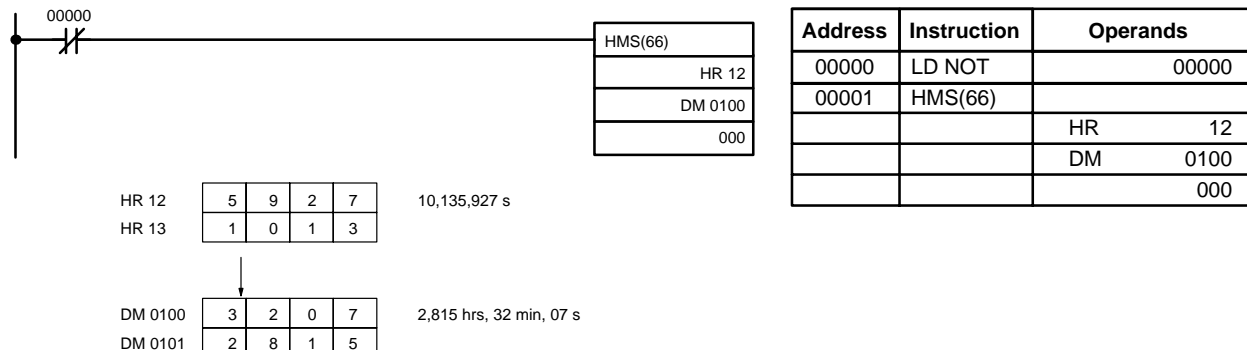 00000
HMS(66)
HR 12
DM 0100
000
Address Instruction Operands
00000 LD NOT 00000
00001 HMS(66)
HR 12
DM 0100
000
HR 12 5 9 2 7 10,135,927 s
HR 13 1 0 1 3
DM 0100 3 2 0 7 2,815 hrs, 32 min, 07 s
DM 0101 2 8 1 5